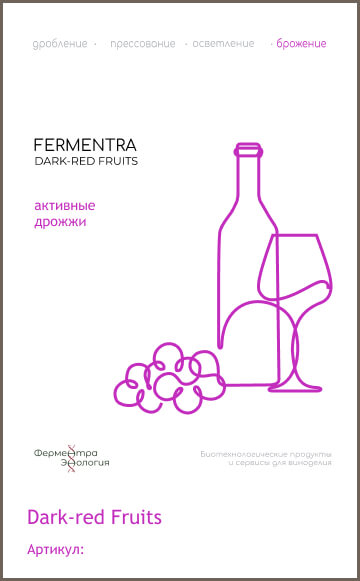 дробление · прессование · осветление · брожение
FERMENTRA
DARK-RED FRUITS
активные
дрожжи
Ферментра
Энология
Биотехнологические продукты
и сервисы для виноделия
Dark-red Fruits
Артикул: